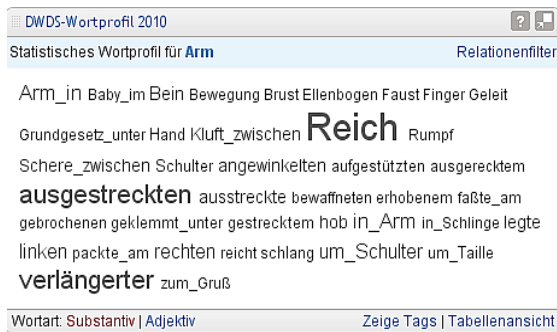 DWDS-Wortprofil 2010 ?
Statistisches Wortprofil für Arm Relationenfilter
Arm_in Baby_im Bein Bewegung Brust Ellenbogen Faust Finger Geleit
Grundgesetz_unter Hand Kluft_zwischen Reich Rumpf
Schere_zwischen Schulter angewinkelten aufgestützten ausgerecktem
ausgestreckten ausstreckte bewaffneten erhobenem faßte_am
gebrochenen geklemmt_unter gestrecktem hob in_Arm in_Schlinge legte
linken packte_am rechten reicht schlang um_Schulter um_Taille
verlängerter zum_Gruß
Wortart: Substantiv | Adjektiv Zeige Tags | Tabellenansicht